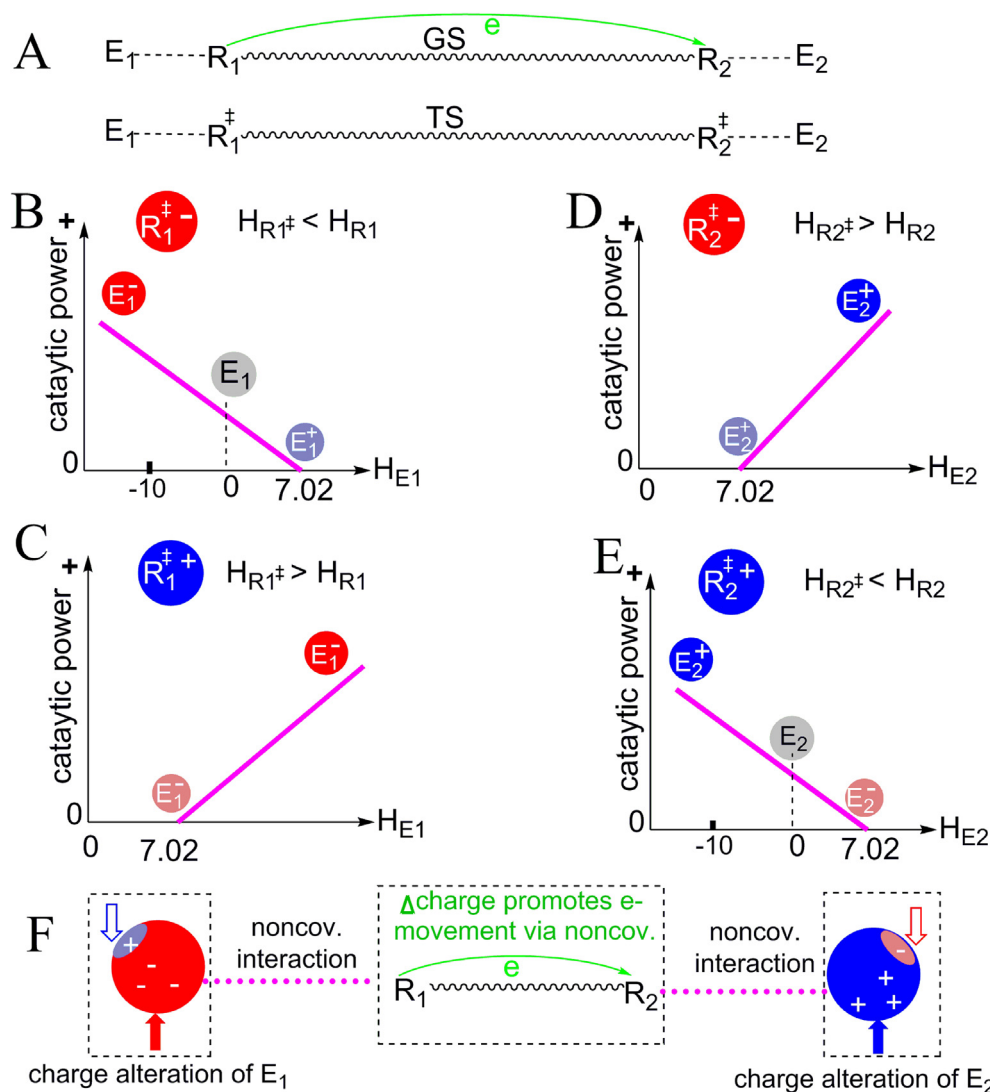 A
e
E1 R1 GS R2 E2
E1 R1‡ TS R2‡ E2
B
+
R1‡ -
HR1‡ < HR1
cataytic power
E1-
E1
E1+
0
-10
0
7.02
HE1
D
+
R2‡ -
HR2‡ > HR2
cataytic power
E2+
E2+
0
0
7.02
HE2
C
+
R1‡ +
HR1‡ > HR1
cataytic power
E1-
E1-
0
0
7.02
HE1
E
+
R2‡ +
HR2‡ < HR2
cataytic power
E2+
E2
E2-
0
-10
0
7.02
HE2
F
+
- - -
charge alteration of E1
noncov.
interaction
Δcharge promotes e-
movement via noncov.
e
R1 R2
noncov.
interaction
-
+ + +
charge alteration of E2